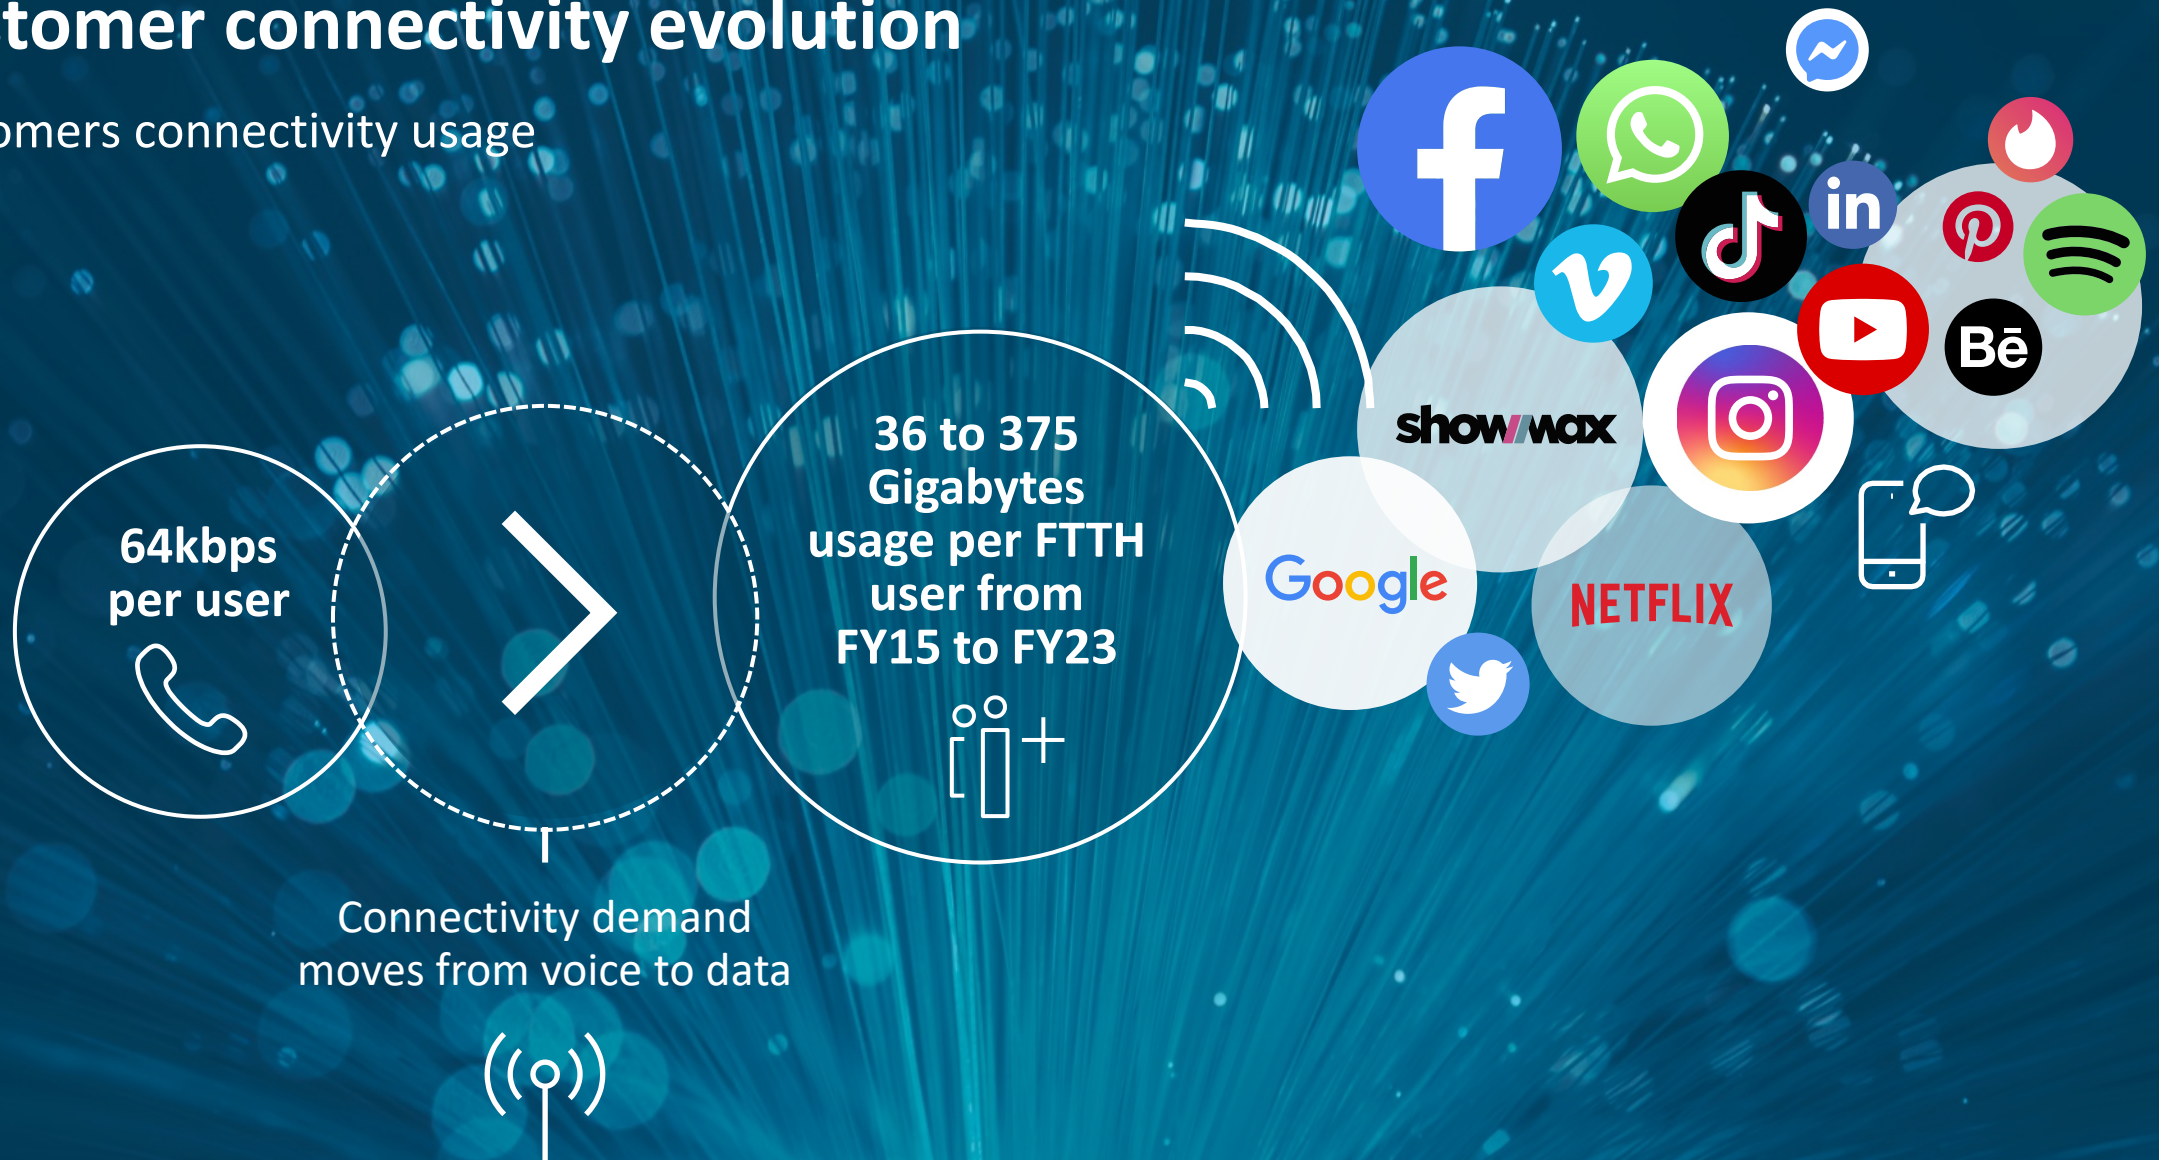 tomer connectivity evolution
omers connectivity usage
64kbps
per user
36 to 375
Gigabytes
usage per FTTH
user from
FY15 to FY23
Connectivity demand
moves from voice to data
in
Bē
showmax
Google
NETFLIX